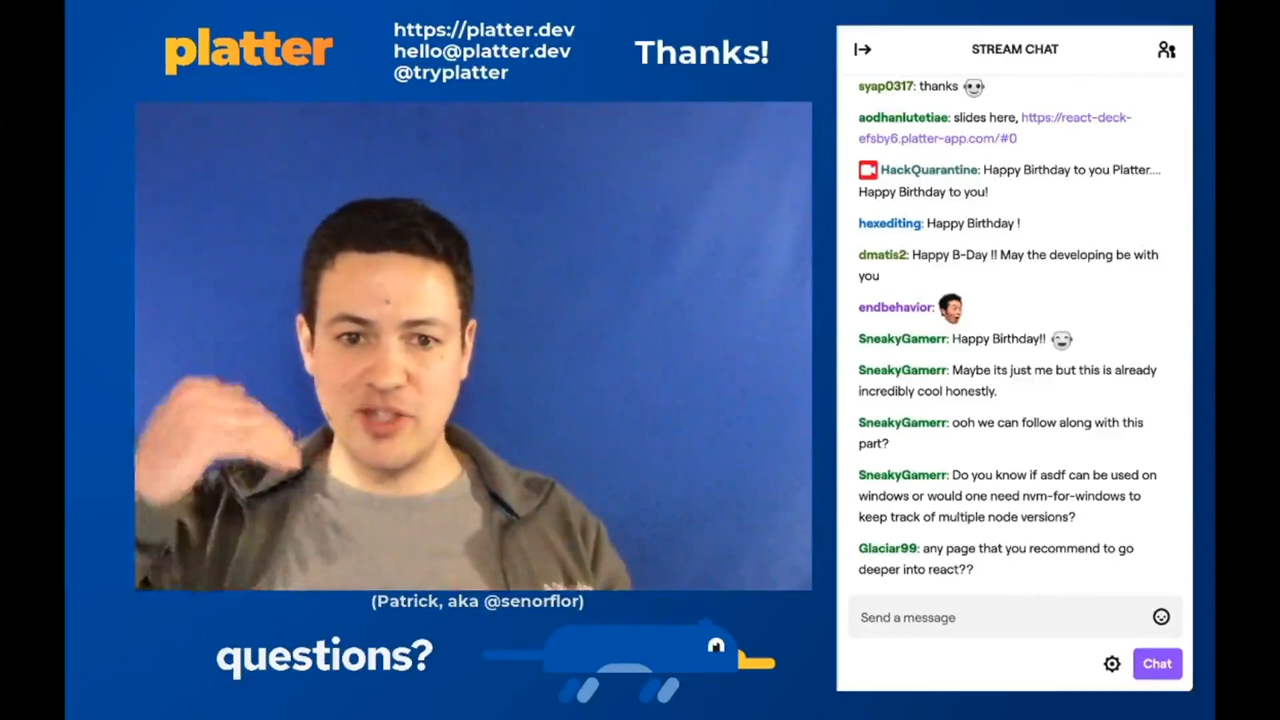 platter
https://platter.dev
hello@platter.dev
@tryplatter
Thanks!
(Patrick, aka @senorflor)
questions?
STREAM CHAT
syap0317: thanks
aodhanlutetiae: slides here, https://react-deck-
efsby6.platter-app.com/#0
HackQuarantine: Happy Birthday to you Platter....
Happy Birthday to you!
hexediting: Happy Birthday !
dmatis2: Happy B-Day !! May the developing be with
you
endbehavior:
SneakyGamerr: Happy Birthday!!
SneakyGamerr: Maybe its just me but this is already
incredibly cool honestly.
SneakyGamerr: ooh we can follow along with this
part?
SneakyGamerr: Do you know if asdf can be used on
windows or would one need nvm-for-windows to
keep track of multiple node versions?
Glaciar99: any page that you recommend to go
deeper into react??
Send a message
Chat